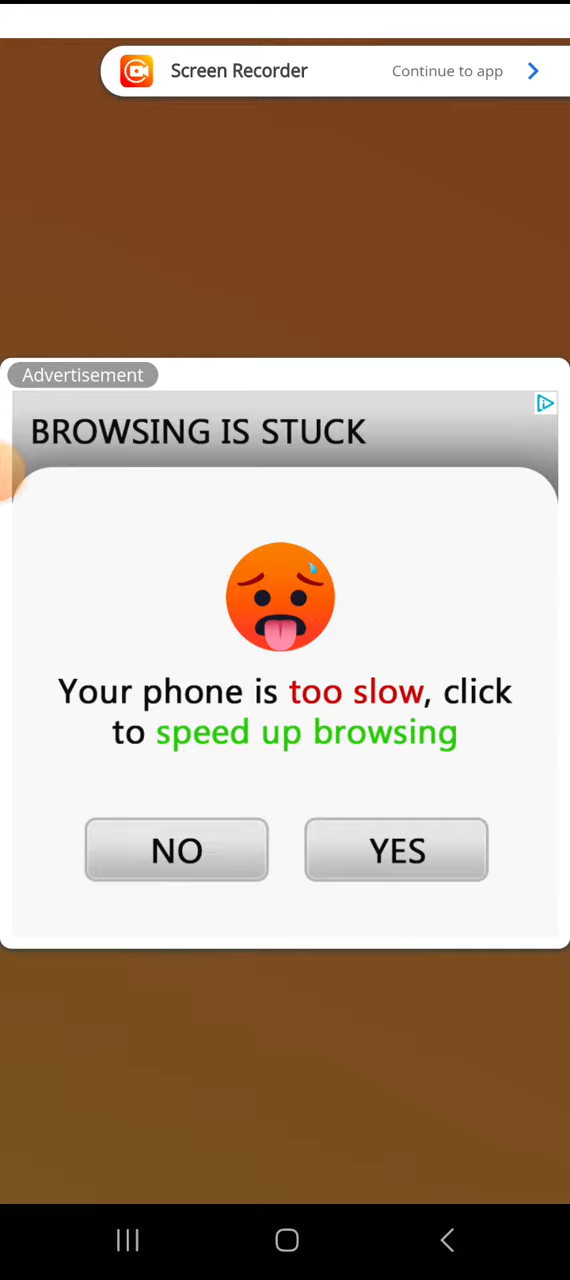 Screen Recorder Continue to app
Advertisement
BROWSING IS STUCK
Your phone is too slow, click
to speed up browsing
NO YES